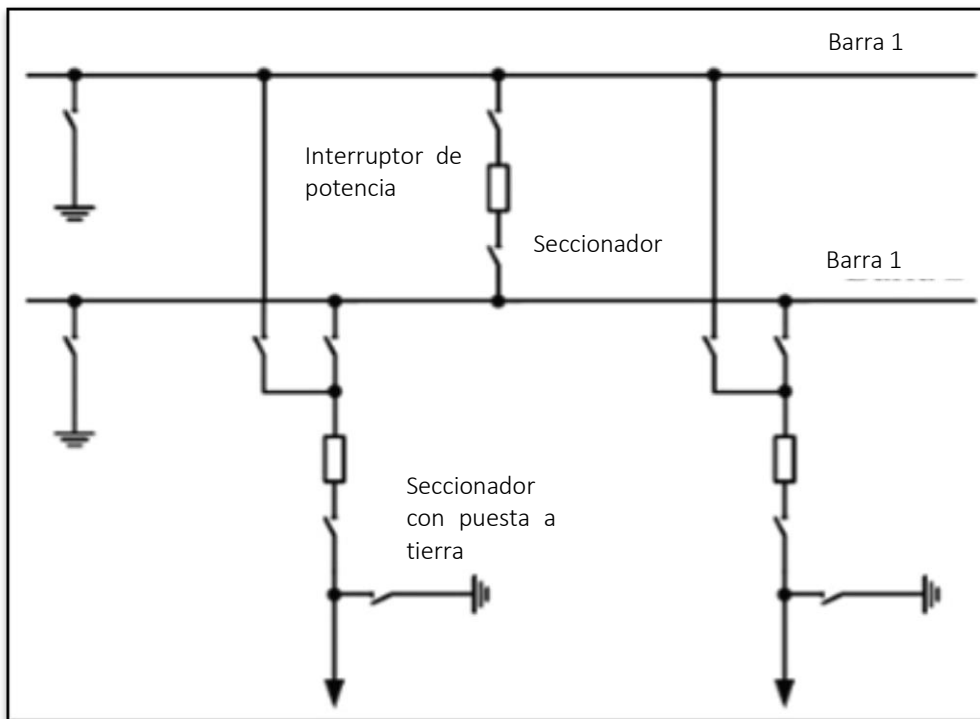 Barra 1
Interruptor de
potencia
Seccionador
Barra 1
Seccionador
con puesta a
tierra